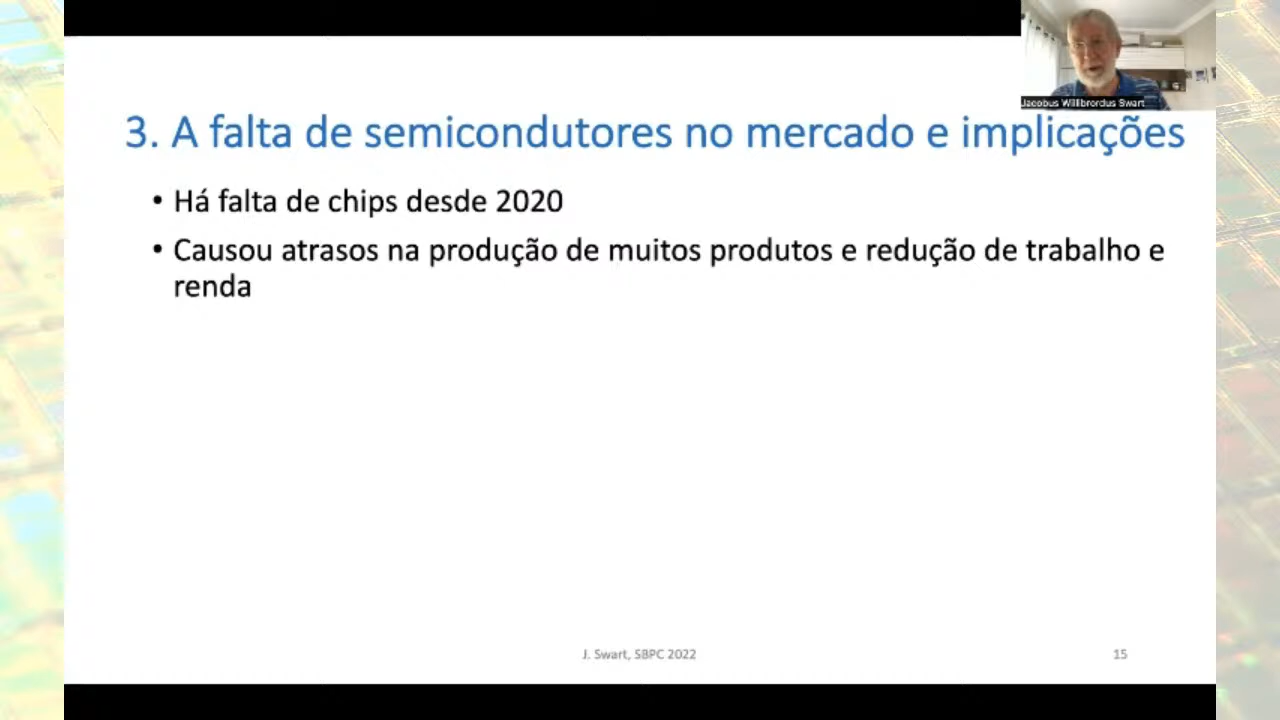 Jacobus Willibrordus Swart
3. A falta de semicondutores no mercado e implicações
• Há falta de chips desde 2020
• Causou atrasos na produção de muitos produtos e redução de trabalho e
renda
J. Swart, SBPC 2022
15